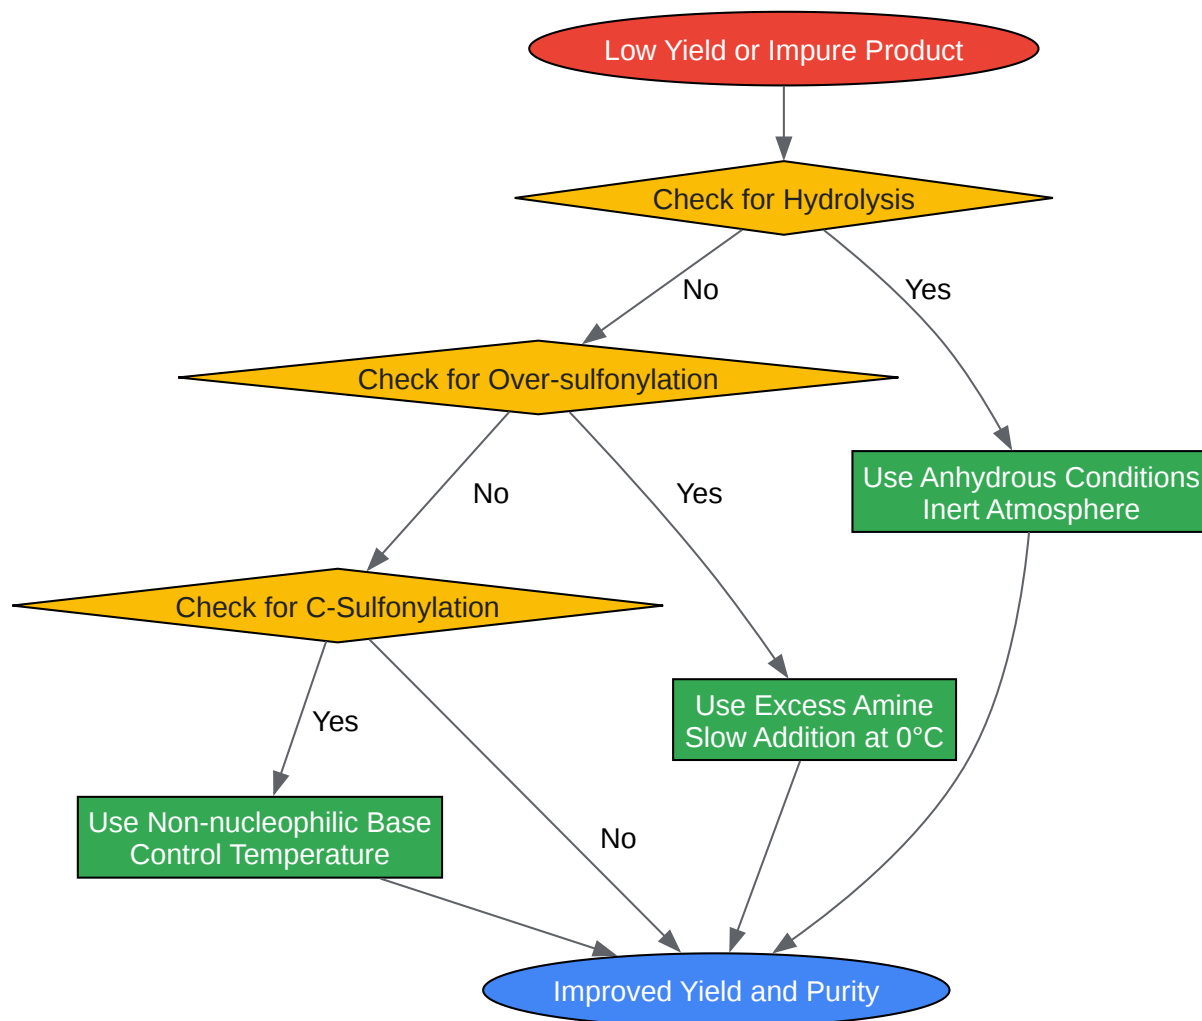 Low Yield or Impure Product
Check for Hydrolysis
No
Yes
Check for Over-sulfonylation
No
Yes
Use Anhydrous Conditions
Inert Atmosphere
Check for C-Sulfonylation
Yes
No
Use Excess Amine
Slow Addition at 0°C
Use Non-nucleophilic Base
Control Temperature
Improved Yield and Purity